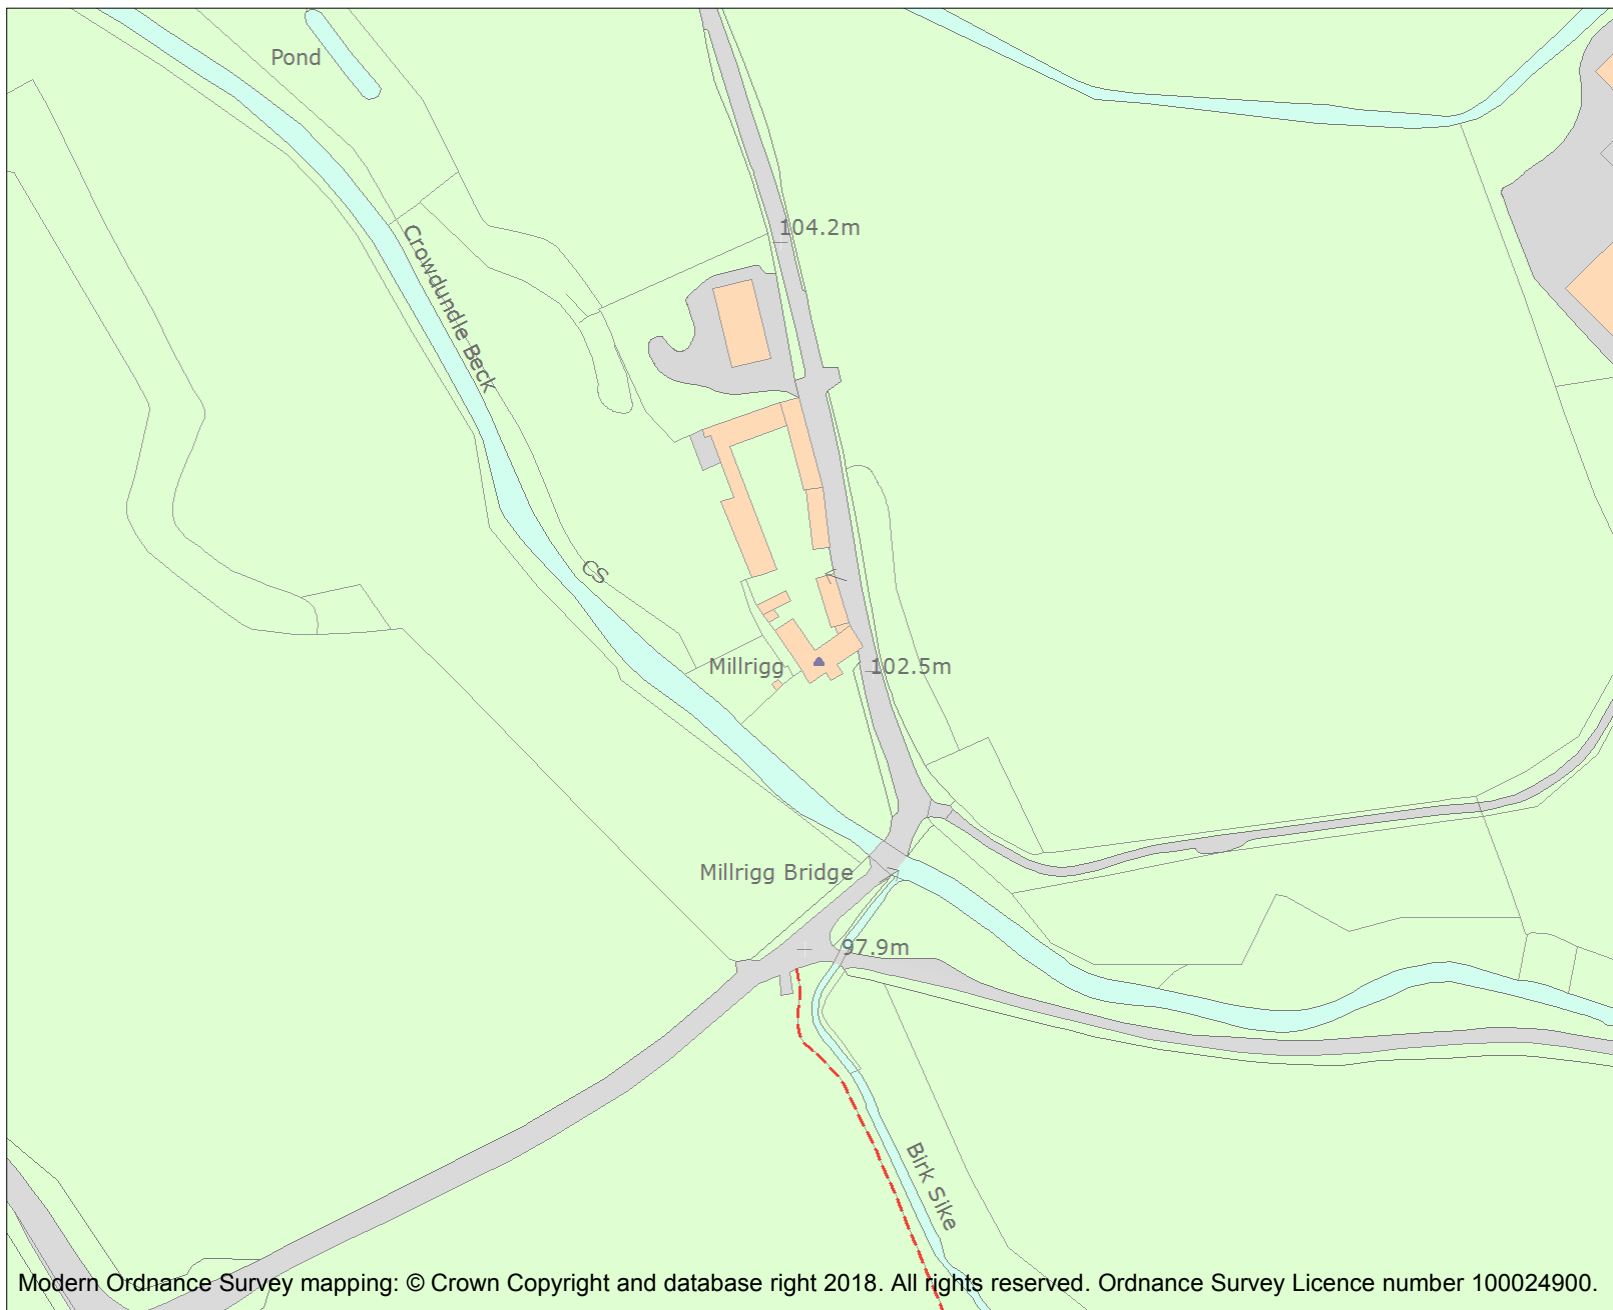 Pond
104.2m
Crowdundle Beck
CS
Millrigg
102.5m
Millrigg Bridge
97.9m
Birk Sike
Modern Ordnance Survey mapping: © Crown Copyright and database right 2018. All rights reserved. Ordnance Survey Licence number 100024900.